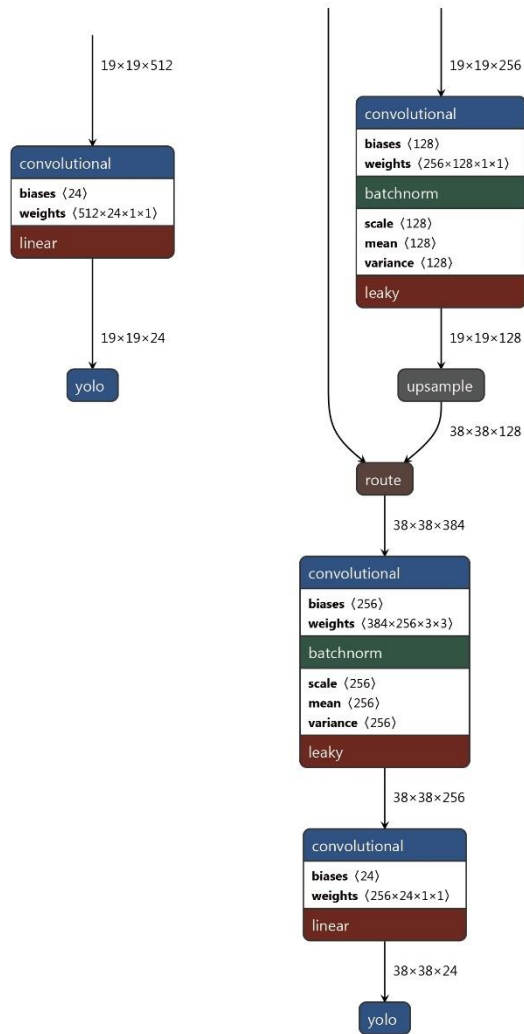 19×19×512
convolutional
biases ⟨24⟩
weights ⟨512×24×1×1⟩
linear
19×19×24
yolo
19×19×256
convolutional
biases ⟨128⟩
weights ⟨256×128×1×1⟩
batchnorm
scale ⟨128⟩
mean ⟨128⟩
variance ⟨128⟩
leaky
19×19×128
upsample
38×38×128
route
38×38×384
convolutional
biases ⟨256⟩
weights ⟨384×256×3×3⟩
batchnorm
scale ⟨256⟩
mean ⟨256⟩
variance ⟨256⟩
leaky
38×38×256
convolutional
biases ⟨24⟩
weights ⟨256×24×1×1⟩
linear
38×38×24
yolo